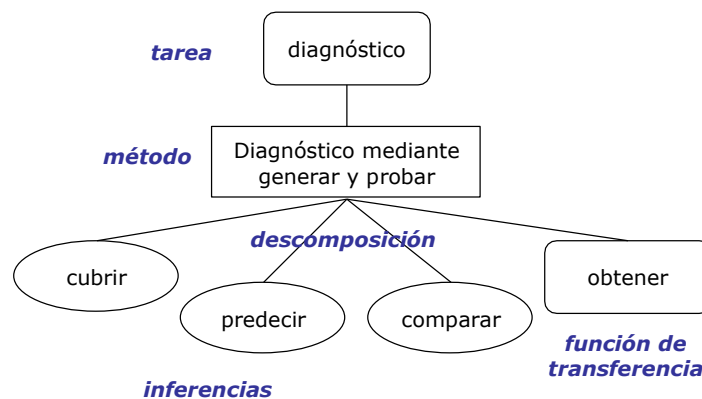 tarea
diagnóstico
método
Diagnóstico mediante
generar y probar
descomposición
cubrir
predecir
comparar
obtener
función de
transferencia
inferencias